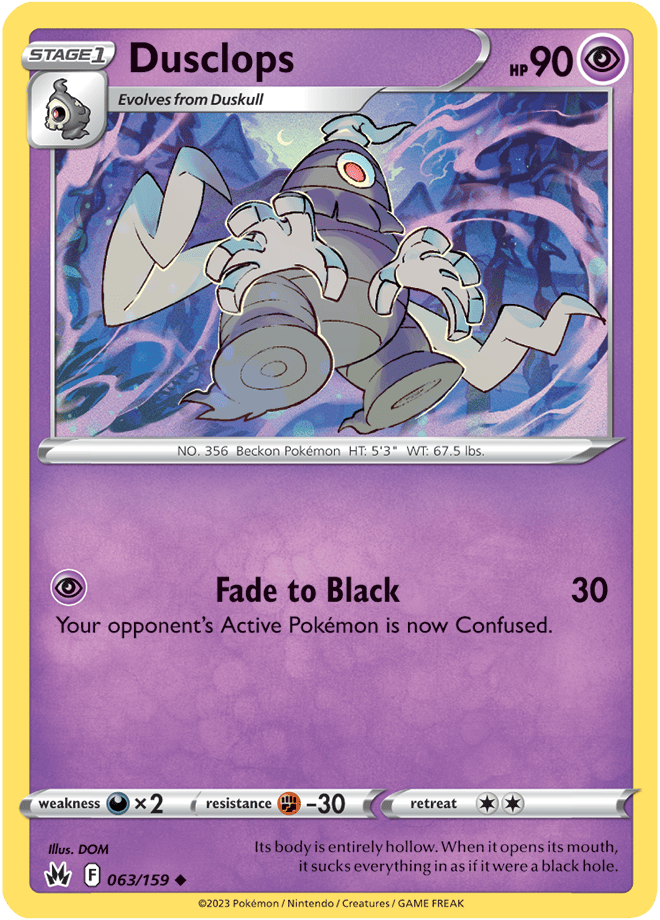 STAGE1
Dusclops
HP 90
Evolves from Duskull
NO. 356 Beckon Pokémon HT: 5'3" WT: 67.5 lbs.
Fade to Black 30
Your opponent's Active Pokémon is now Confused.
weakness ×2 resistance -30 retreat
Illus. DOM
Its body is entirely hollow. When it opens its mouth,
it sucks everything in as if it were a black hole.
F 063/159
©2023 Pokémon / Nintendo / Creatures / GAME FREAK